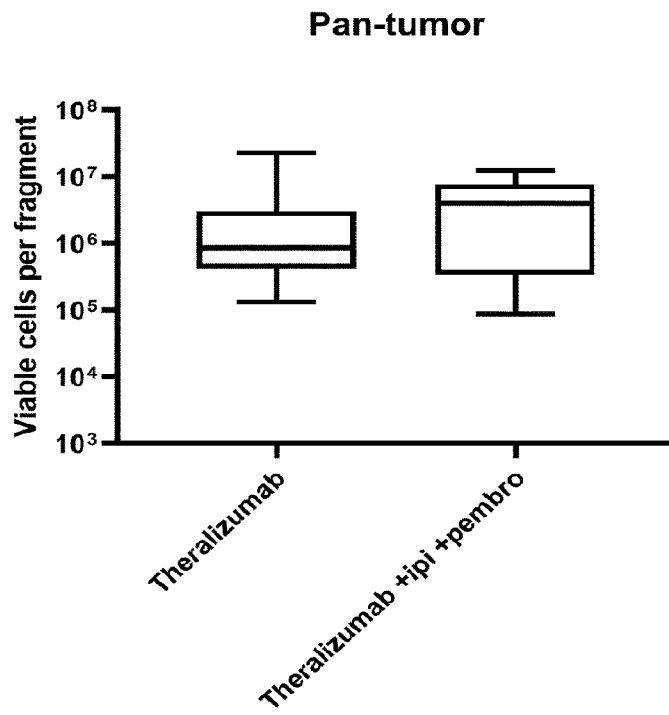 Pan-tumor
Viable cells per fragment
10⁸
10⁷
10⁶
10⁵
10⁴
10³
Theralizumab
Theralizumab +ipi +pembro